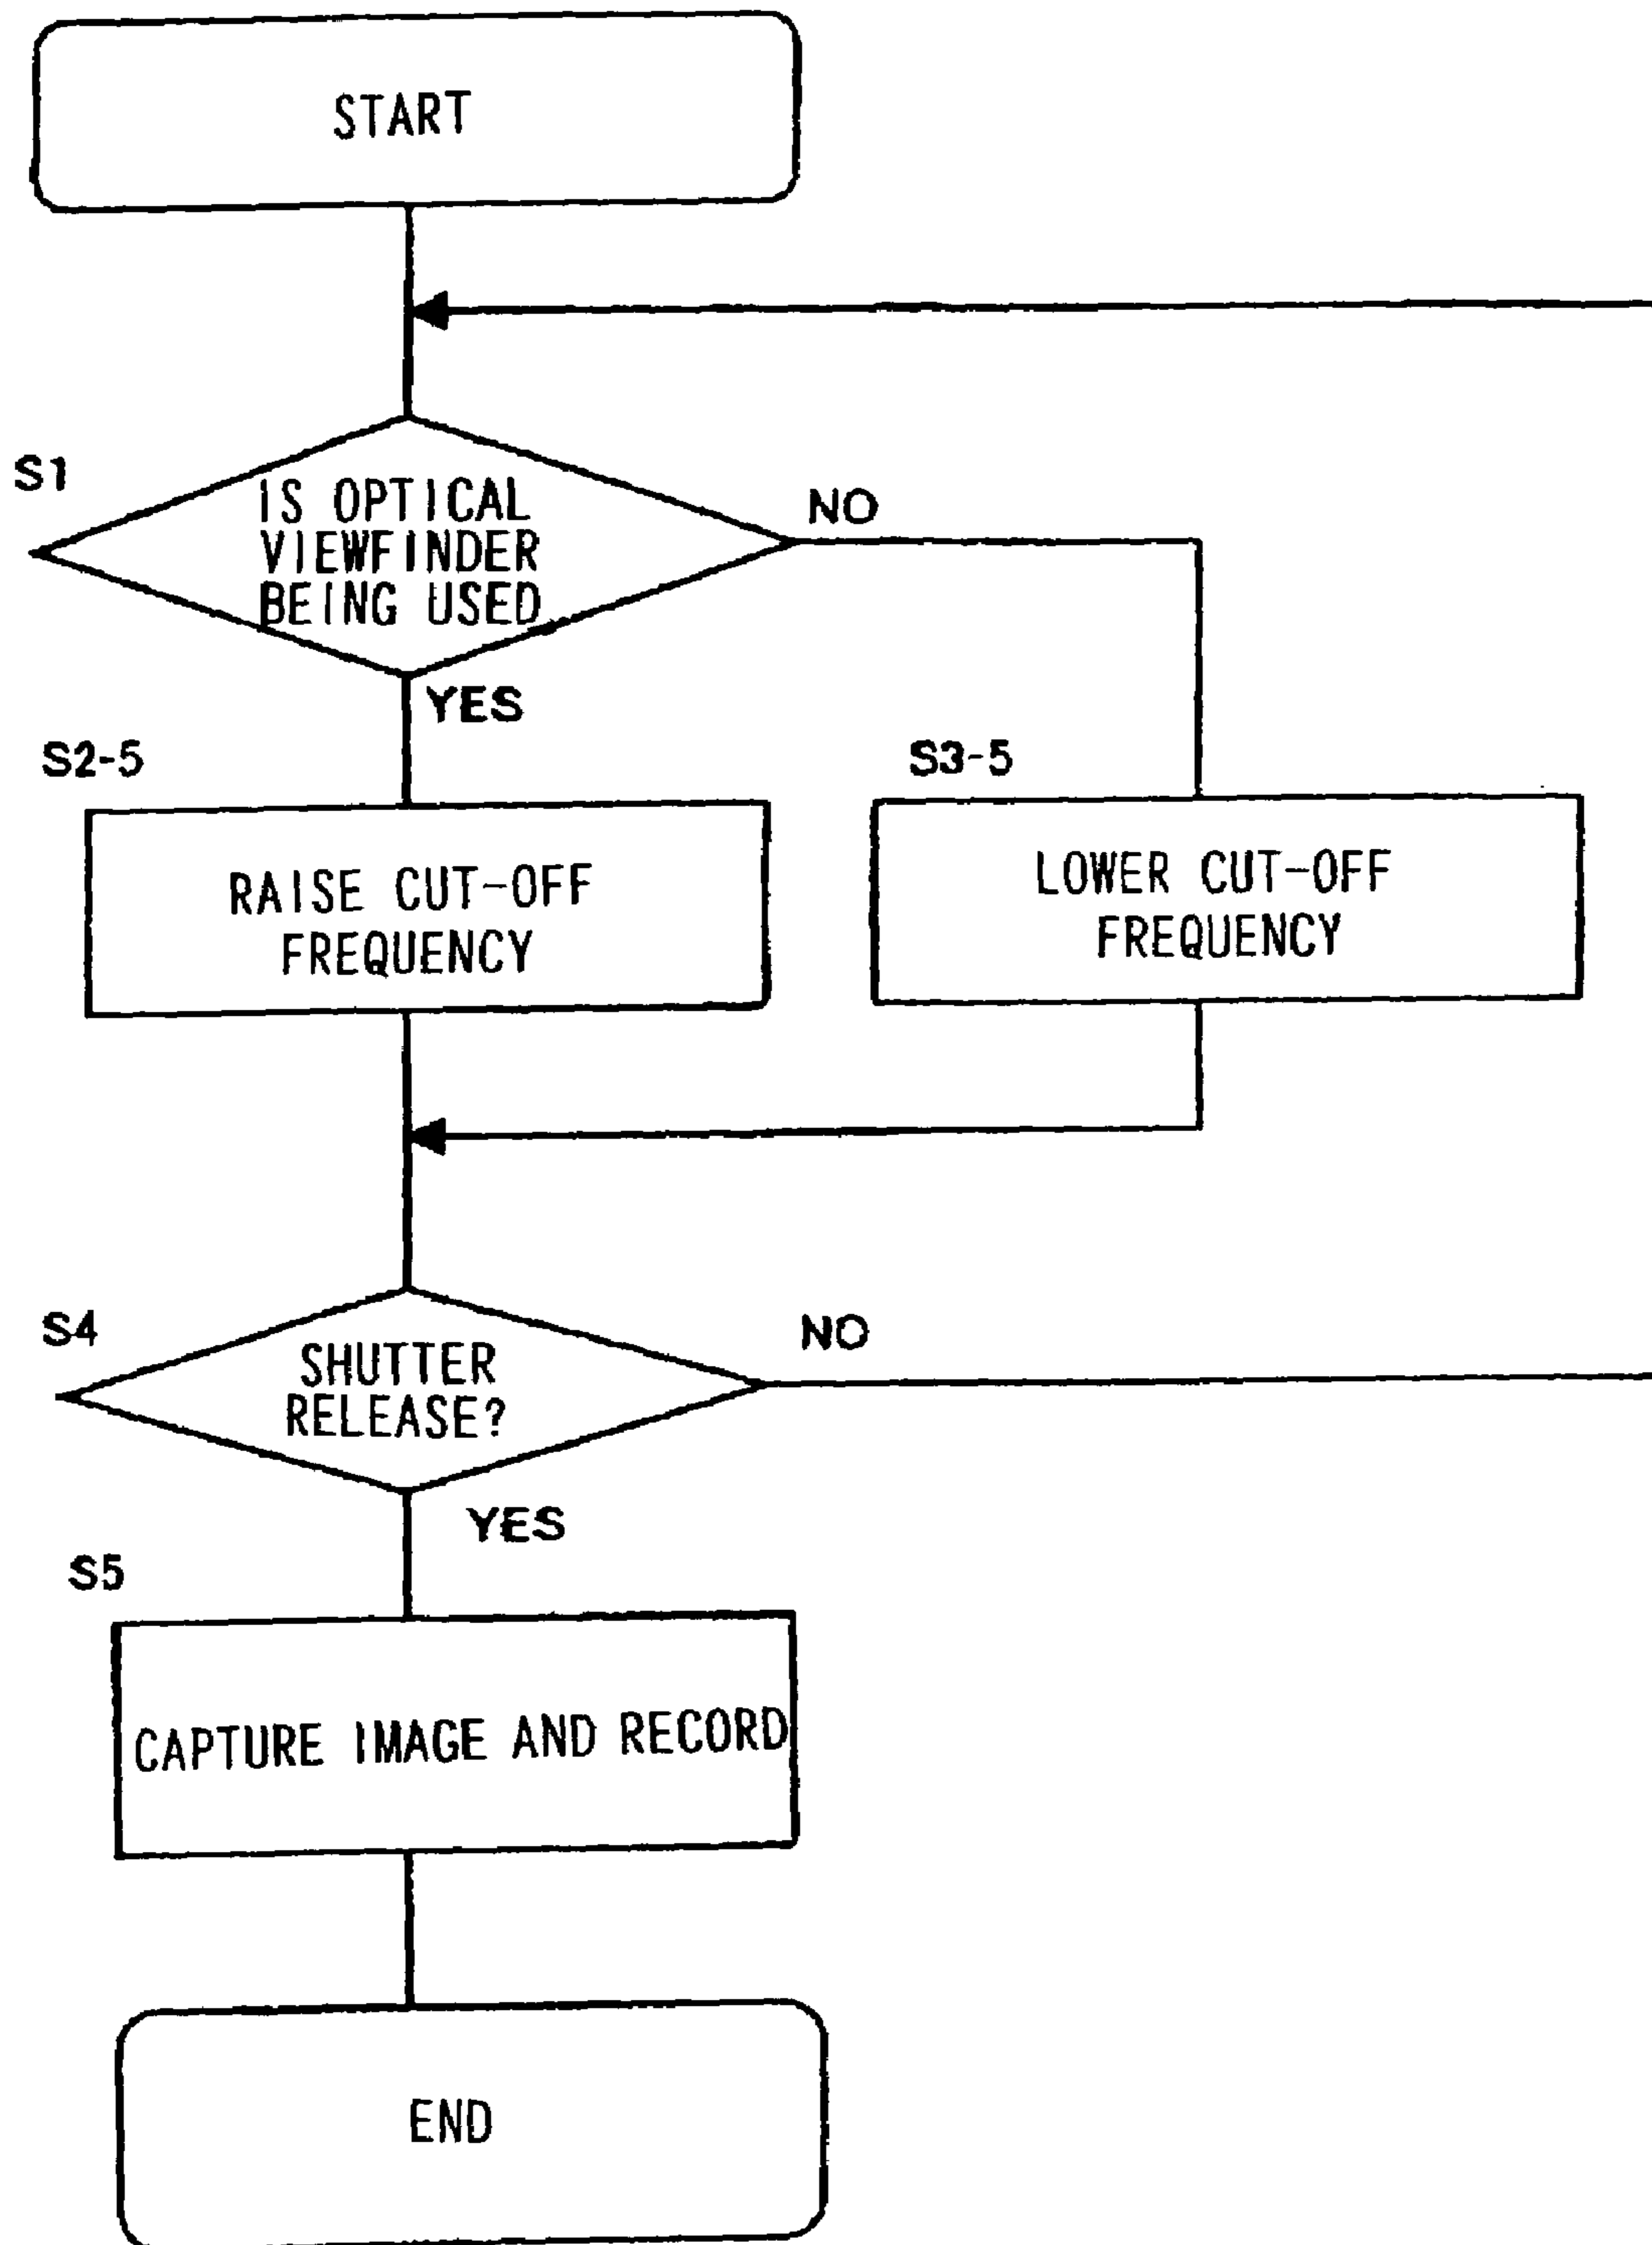 START
S1
IS OPTICAL
VIEWFINDER
BEING USED
NO
YES
S2-5
RAISE CUT-OFF
FREQUENCY
S3-5
LOWER CUT-OFF
FREQUENCY
S4
SHUTTER
RELEASE?
NO
YES
S5
CAPTURE IMAGE AND RECORD
END